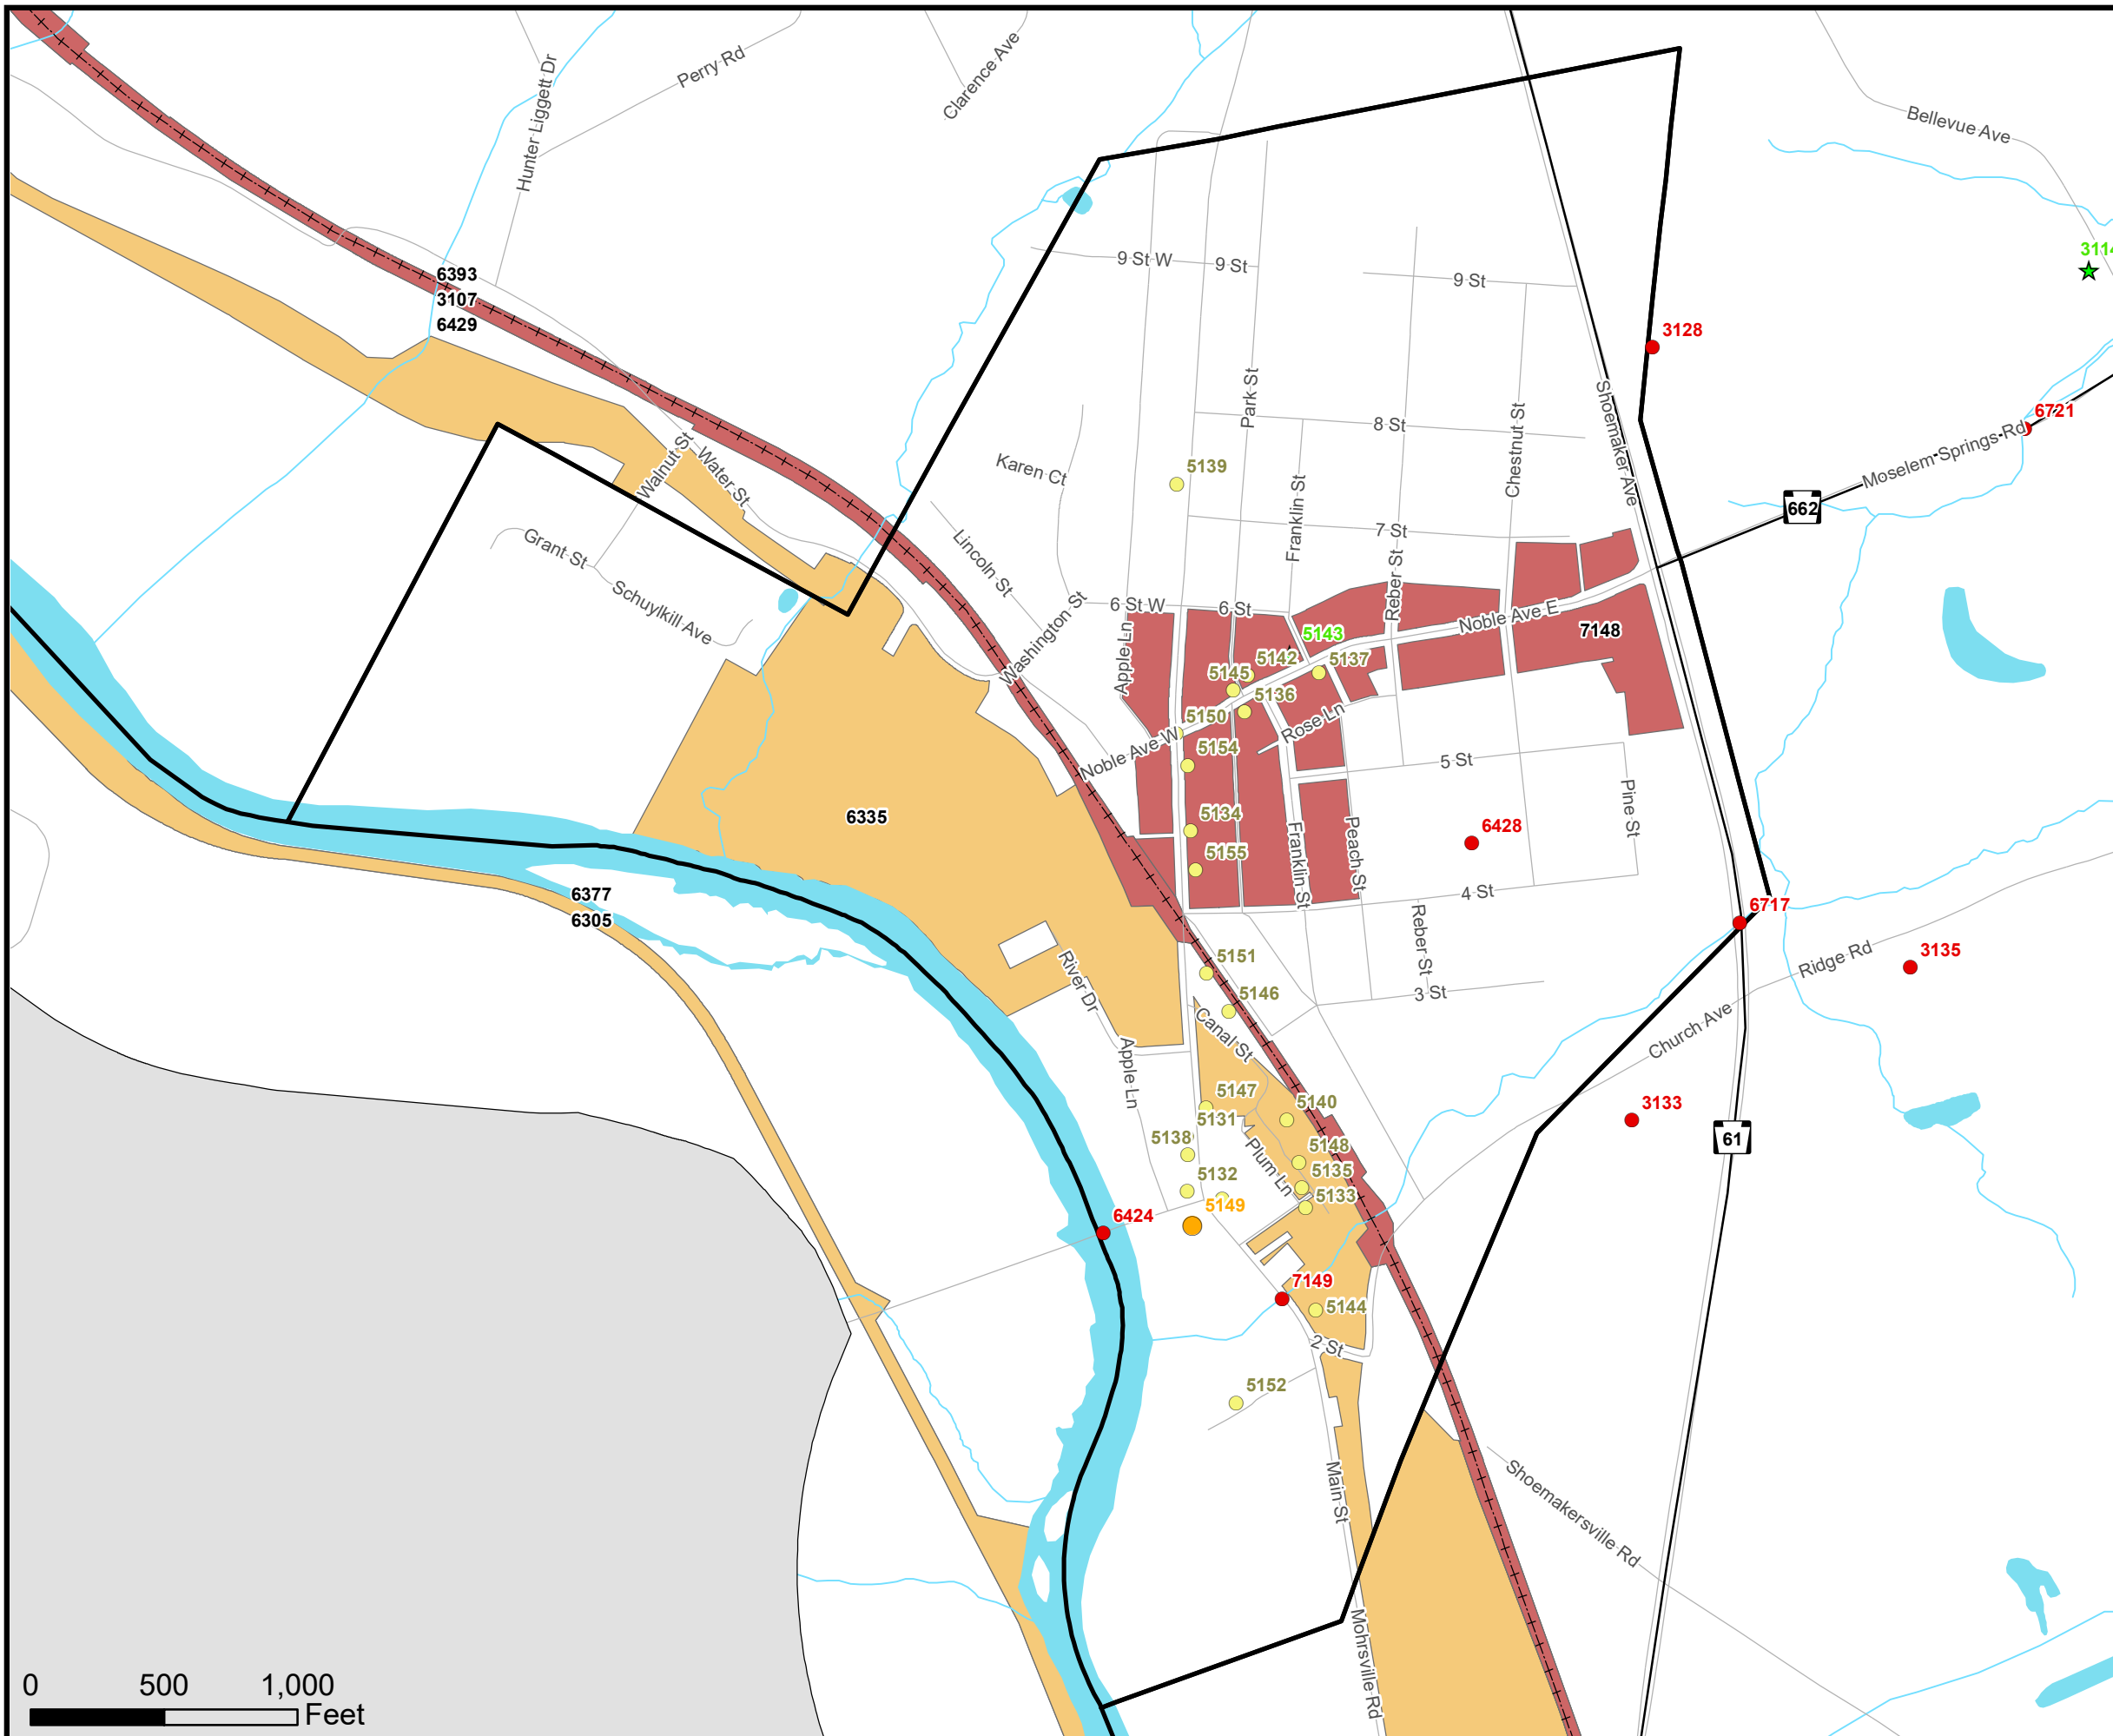 Perry Rd
Clarence Ave
Hunter Liggett Dr
Bellevue Ave
3114
9 St W
9 St
9 St
6393
3107
6429
3128
Park St
Chestnut St
Shoemaker Ave
6721
8 St
Moselem Springs Rd
Walnut St
Water St
Karen Ct
5139
662
Franklin St
7 St
Grant St
Lincoln St
Reber St
Schuylkill Ave
Washington St
6 St W
6 St
Noble Ave E
7148
Apple Ln
5143
5142
5137
5145
5136
5150
Rose Ln
Noble Ave W
5154
5 St
Pine St
6335
5134
Franklin St
Peach St
6428
5155
6377
6305
4 St
6717
Reber St
5151
River Dr
Ridge Rd
3135
5146
3 St
Canal St
Church Ave
Apple Ln
5147
5131
5140
3133
61
5138
5148
Plum Ln
5135
5132
5133
5149
6424
7149
5144
2 St
5152
Main St
Shoemakersville Rd
Mohrsville Rd
0 500 1,000
Feet